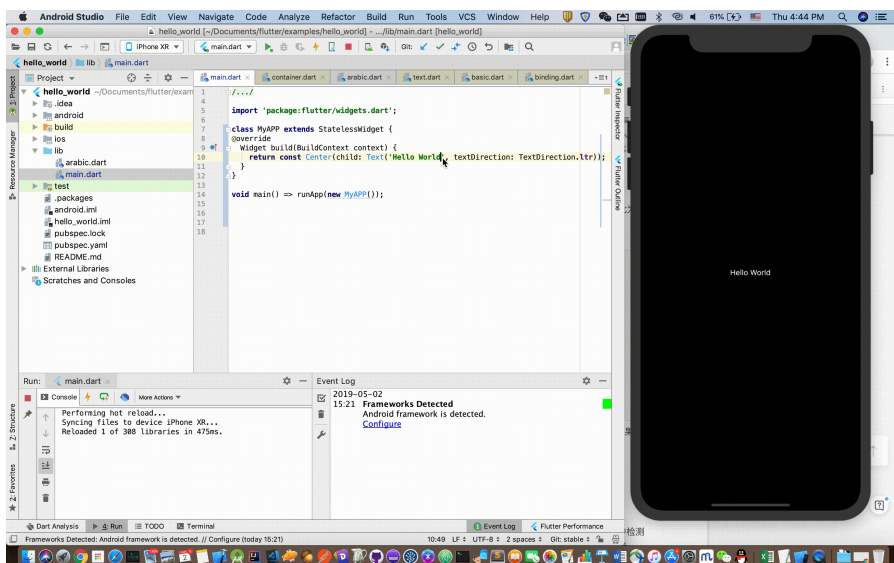 Android Studio File Edit View Navigate Code Analyze Refactor Build Run Tools VCS Window Help 61% Thu 4:44 PM
hello_world [~/Documents/flutter/examples/hello_world] - .../lib/main.dart [hello_world]
iPhone XR main.dart Git:
hello_world lib main.dart
Project main.dart container.dart arabic.dart text.dart basic.dart binding.dart
1: Project
Resource Manager
Z: Structure
2: Favorites
Flutter Inspector
Flutter Outline
hello_world ~/Documents/flutter/exam
.idea
android
build
ios
lib
arabic.dart
main.dart
test
.packages
android.iml
hello_world.iml
pubspec.lock
pubspec.yaml
README.md
External Libraries
Scratches and Consoles
1 /.../
4
5 import 'package:flutter/widgets.dart';
6
7 class MyAPP extends StatelessWidget {
8 @override
9 Widget build(BuildContext context) {
10 return const Center(child: Text('Hello World', textDirection: TextDirection.ltr));
11 }
12 }
13
14 void main() => runApp(new MyAPP());
15
16
17
18
Hello World
Run: main.dart
Console More Actions
Performing hot reload...
Syncing files to device iPhone XR...
Reloaded 1 of 308 libraries in 475ms.
Event Log
2019-05-02
15:21 Frameworks Detected
Android framework is detected.
Configure
Dart Analysis 4: Run TODO Terminal 1 Event Log Flutter Performance
Frameworks Detected: Android framework is detected. // Configure (today 15:21) 10:49 LF UTF-8 2 spaces Git: stable
检测